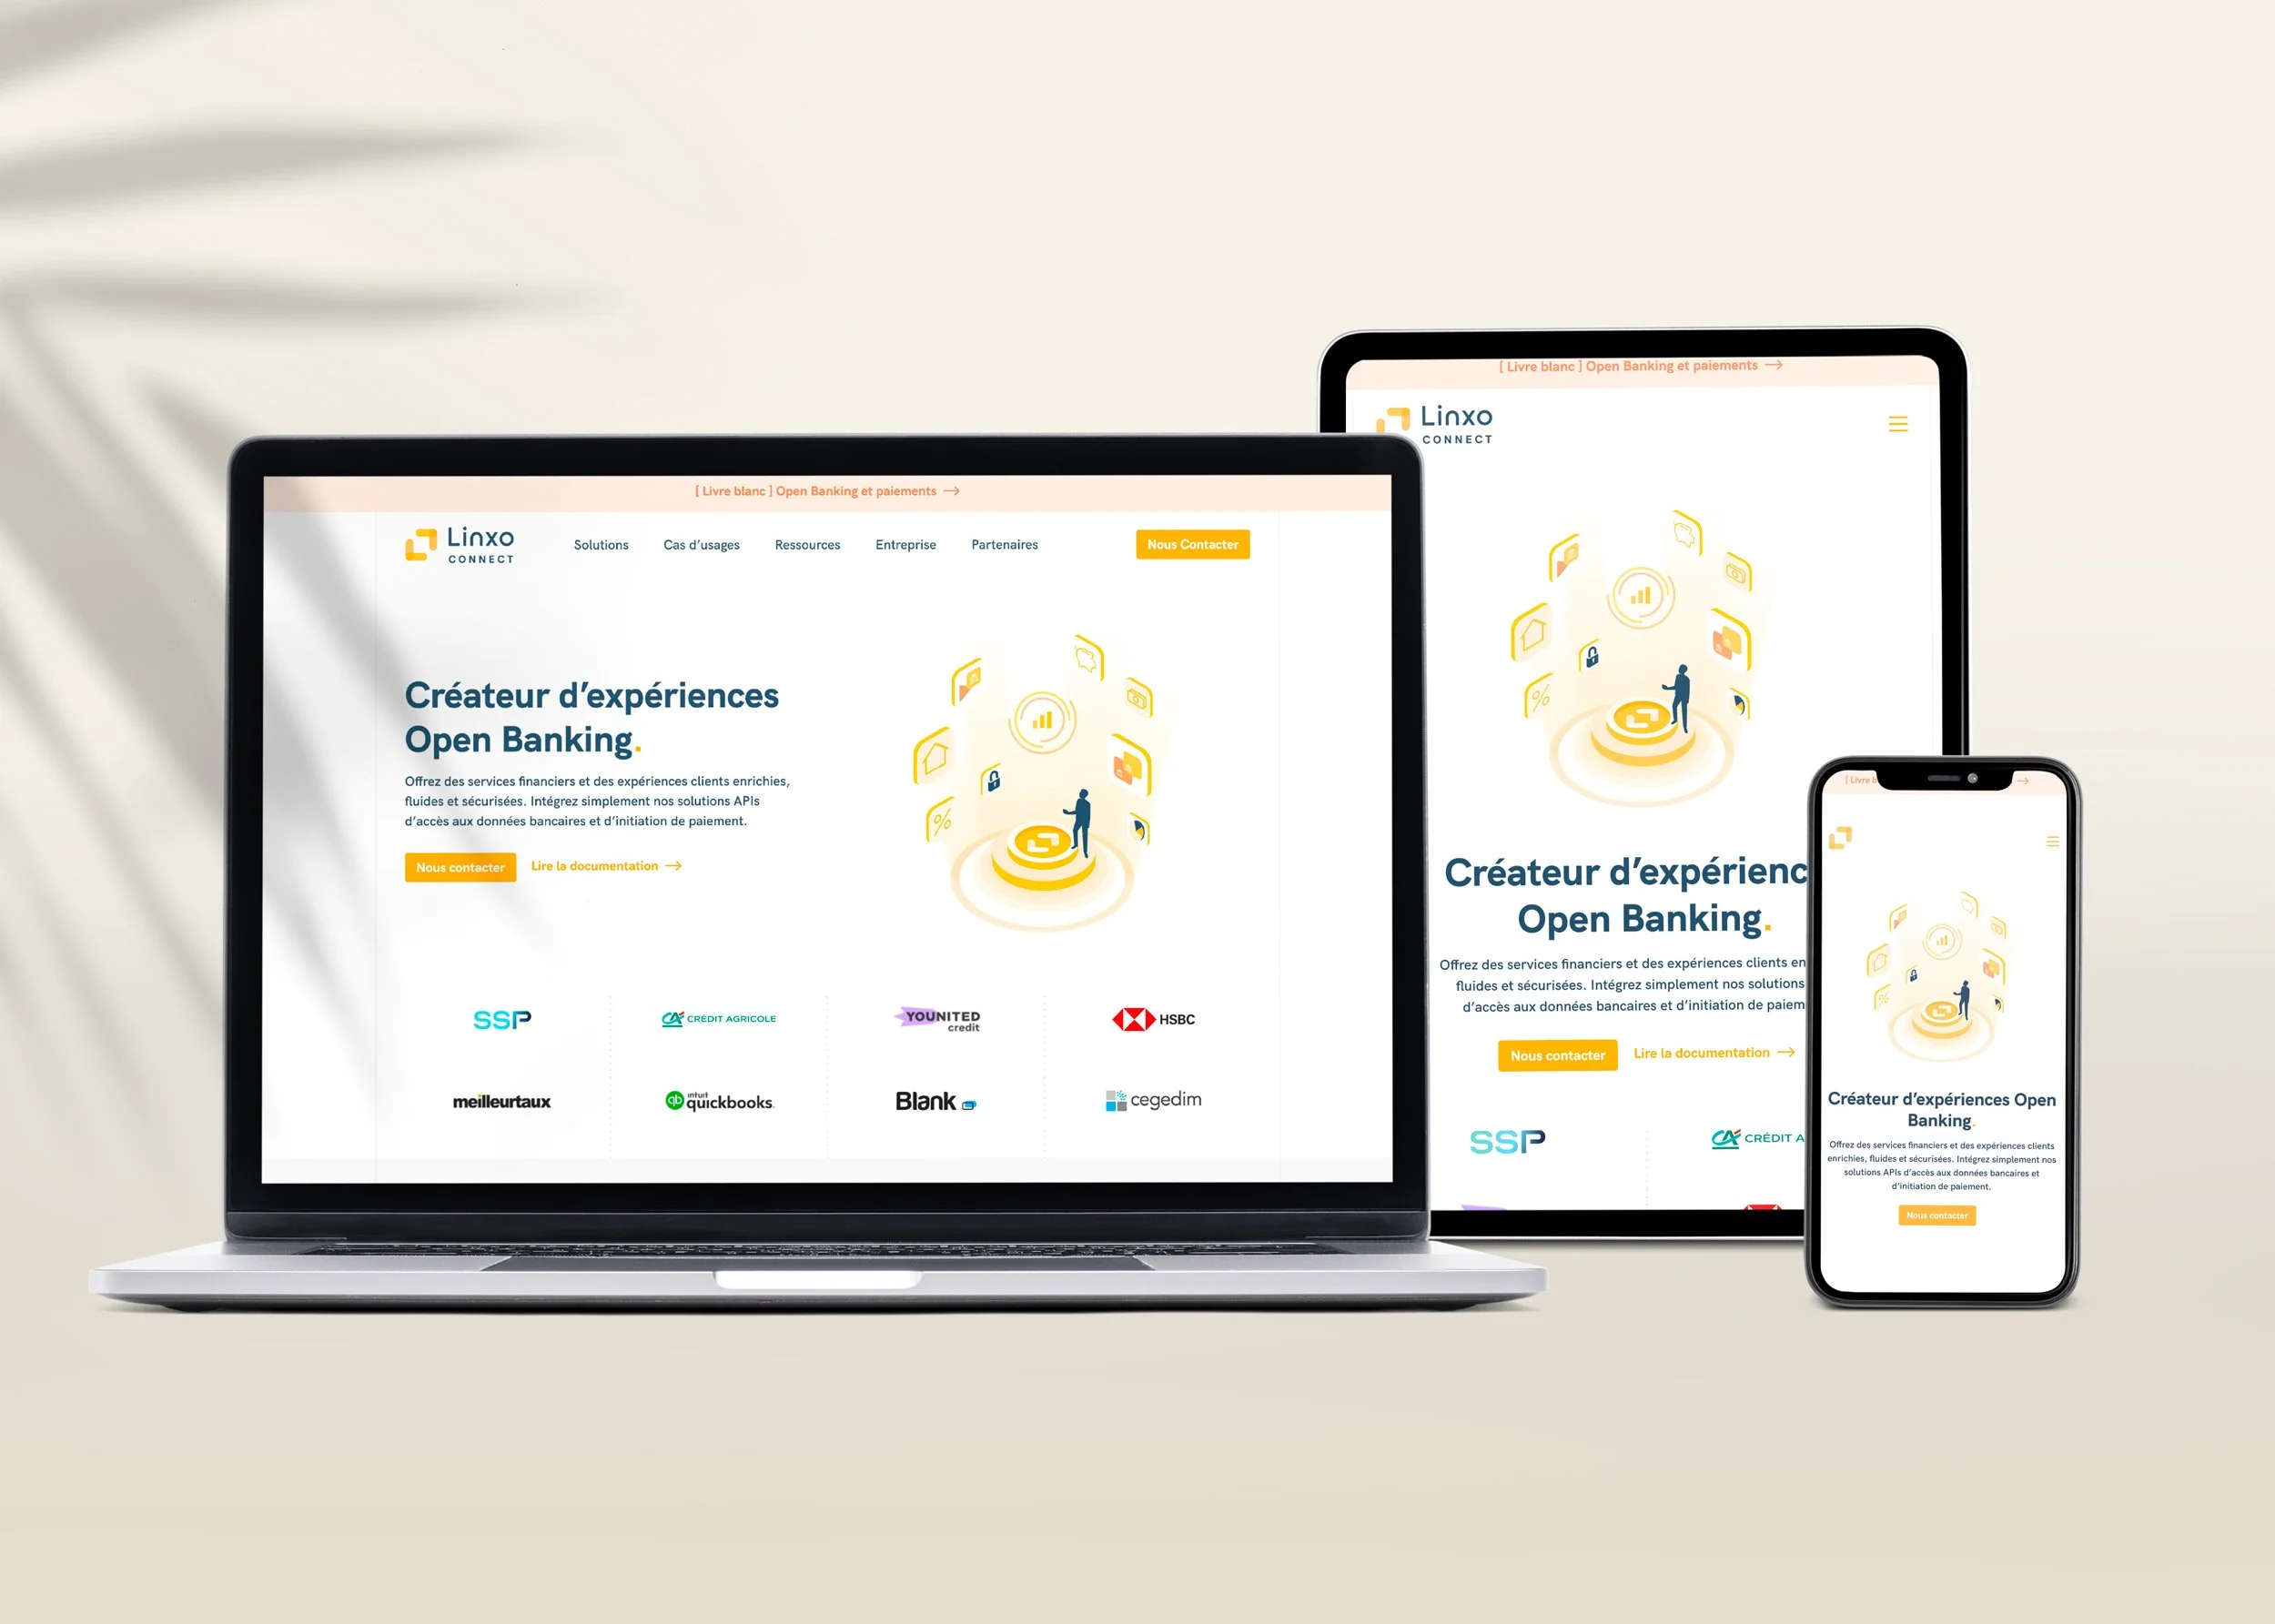 [ Livre blanc ] Open Banking et paiements →
Linxo
CONNECT
Solutions Cas d'usages Ressources Entreprise Partenaires Nous Contacter
Créateur d'expériences
Open Banking.
Offrez des services financiers et des expériences clients enrichies,
fluides et sécurisées. Intégrez simplement nos solutions APIs
d'accès aux données bancaires et d'initiation de paiement.
Nous contacter Lire la documentation →
SSP CRÉDIT AGRICOLE YOUNITED credit HSBC
meilleurtaux qb intuit quickbooks. Blank cegedim
[ Livre blanc ] Open Banking et paiements →
Linxo
CONNECT
%
Créateur d'expérienc
Open Banking.
Offrez des services financiers et des expériences clients en
fluides et sécurisées. Intégrez simplement nos solutions
d'accès aux données bancaires et d'initiation de paiem
Nous contacter Lire la documentation →
SSP CRÉDIT A
[ Livre b →
%
Créateur d'expériences Open
Banking.
Offrez des services financiers et des expériences clients
enrichies, fluides et sécurisées. Intégrez simplement nos
solutions APIs d'accès aux données bancaires et
d'initiation de paiement.
Nous contacter